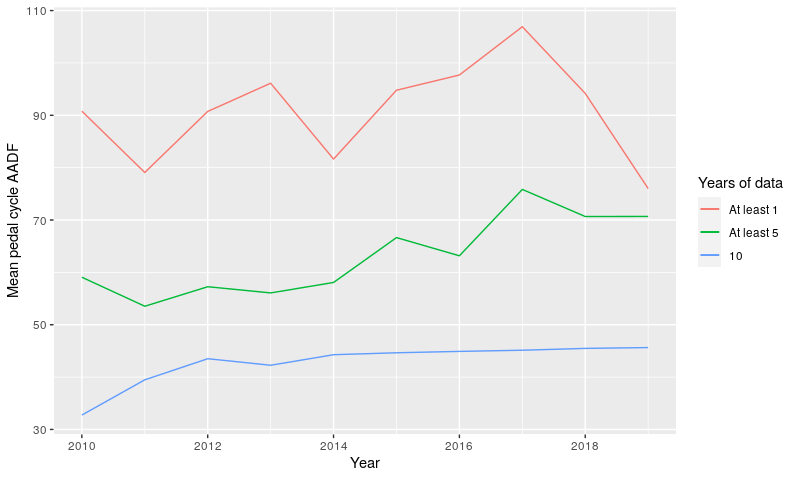 110
90
70
50
30
Mean pedal cycle AADF
2010
2012
2014
2016
2018
Year
Years of data
At least 1
At least 5
10